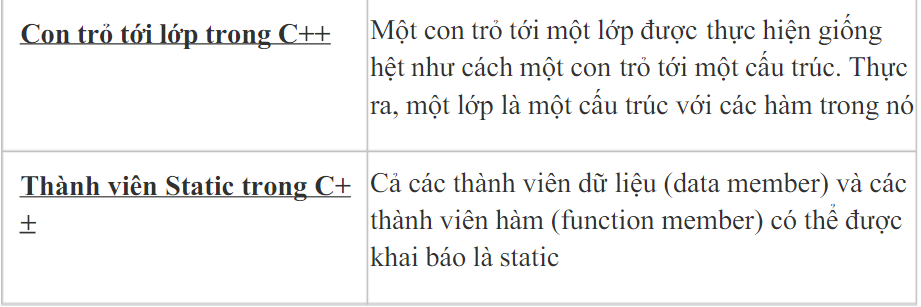 Con trỏ tới lớp trong C++
Một con trỏ tới một lớp được thực hiện giống
hệt như cách một con trỏ tới một cấu trúc. Thực
ra, một lớp là một cấu trúc với các hàm trong nó
Thành viên Static trong C+
+
Cả các thành viên dữ liệu (data member) và các
thành viên hàm (function member) có thể được
khai báo là static